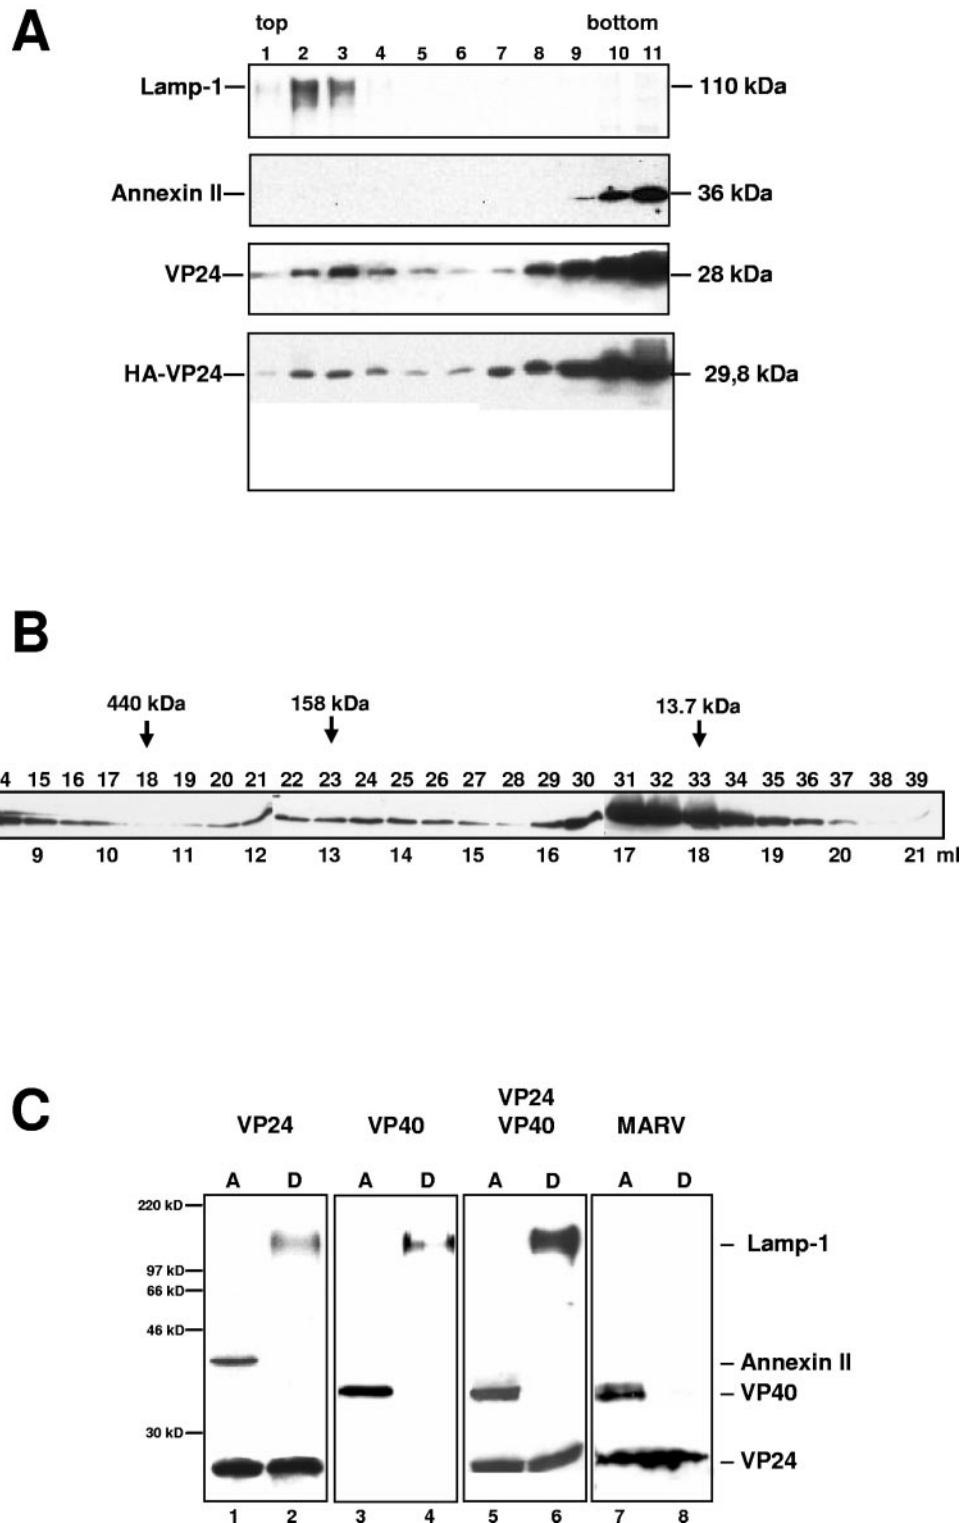 A
top bottom
1 2 3 4 5 6 7 8 9 10 11
Lamp-1 110 kDa
Annexin II 36 kDa
VP24 28 kDa
HA-VP24 29,8 kDa
B
440 kDa 158 kDa 13.7 kDa
4 15 16 17 18 19 20 21 22 23 24 25 26 27 28 29 30 31 32 33 34 35 36 37 38 39
9 10 11 12 13 14 15 16 17 18 19 20 21 ml
C
VP24 VP40 VP24 VP40 MARV
A D A D A D A D
220 kD
Lamp-1
97 kD
66 kD
46 kD
Annexin II
VP40
30 kD
VP24
1 2 3 4 5 6 7 8